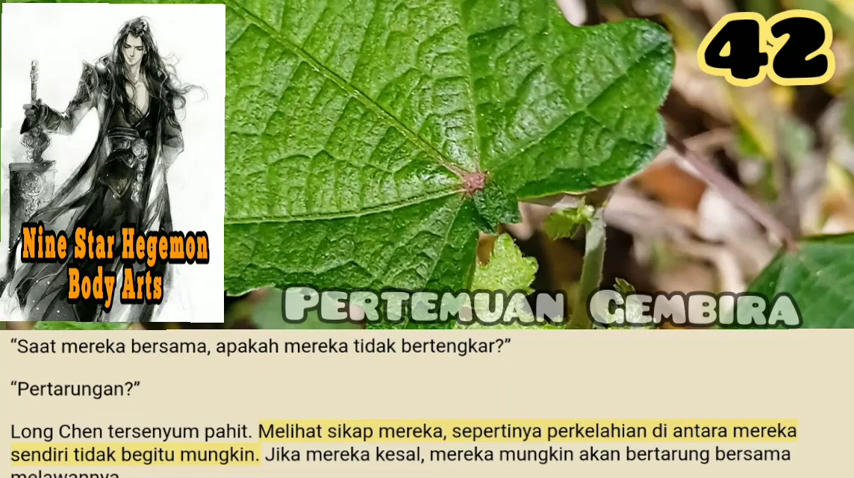 42
Nine Star Hegemon
Body Arts
PERTEMUAN GEMBIRA
“Saat mereka bersama, apakah mereka tidak bertengkar?”
“Pertarungan?”
Long Chen tersenyum pahit. Melihat sikap mereka, sepertinya perkelahian di antara mereka
sendiri tidak begitu mungkin. Jika mereka kesal, mereka mungkin akan bertarung bersama
melawannya.